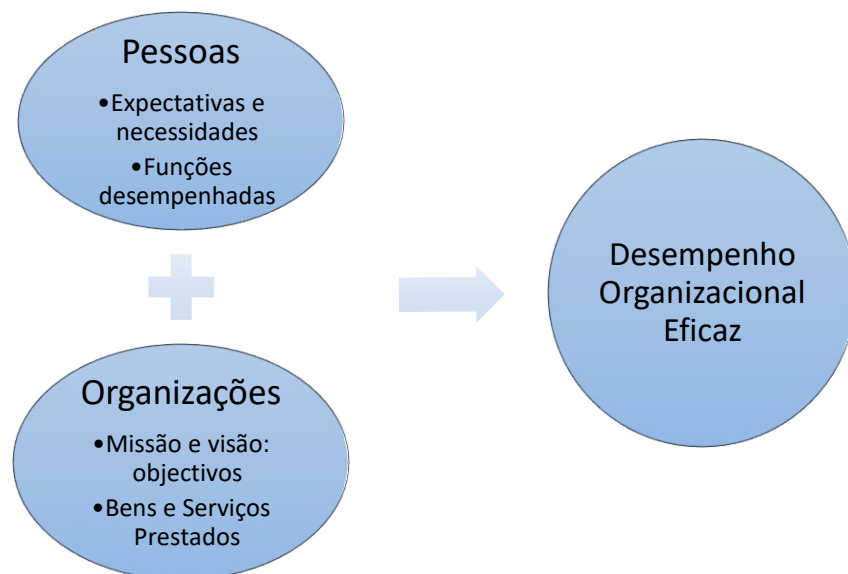 Pessoas
•Expectativas e
necessidades
•Funções
desempenhadas
Organizações
•Missão e visão:
objectivos
•Bens e Serviços
Prestados
Desempenho
Organizacional
Eficaz